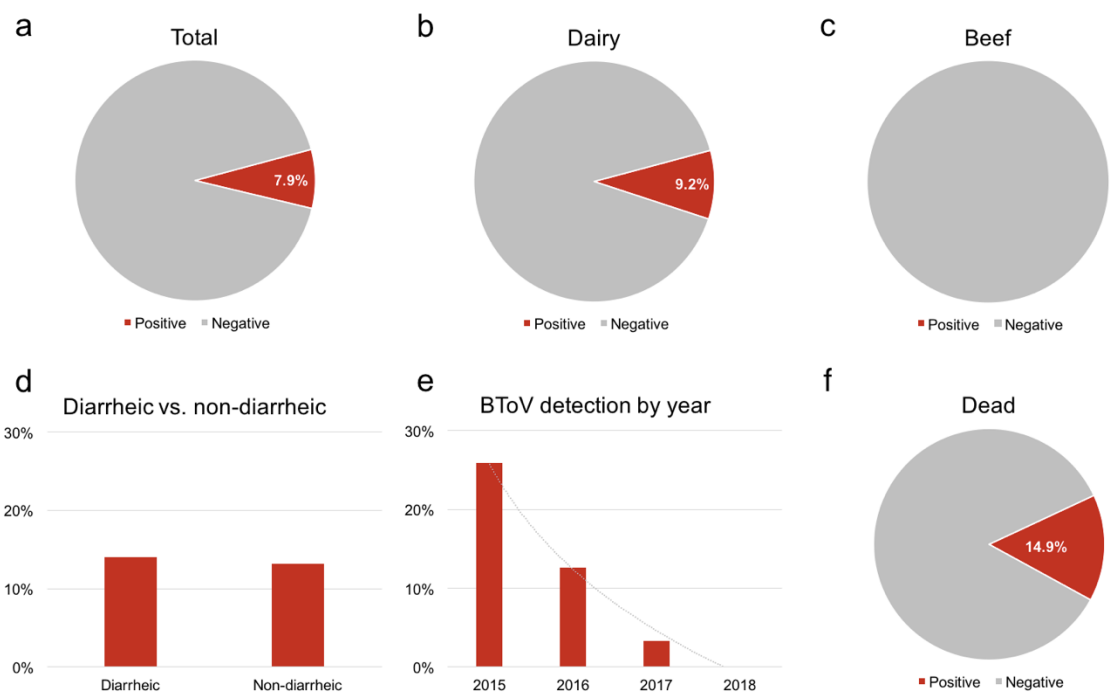 a
Total
7.9%
Positive Negative
b
Dairy
9.2%
Positive Negative
c
Beef
Positive Negative
d
Diarrheic vs. non-diarrheic
30%
20%
10%
0%
Diarrheic Non-diarrheic
e
BToV detection by year
30%
20%
10%
0%
2015 2016 2017 2018
f
Dead
14.9%
Positive Negative